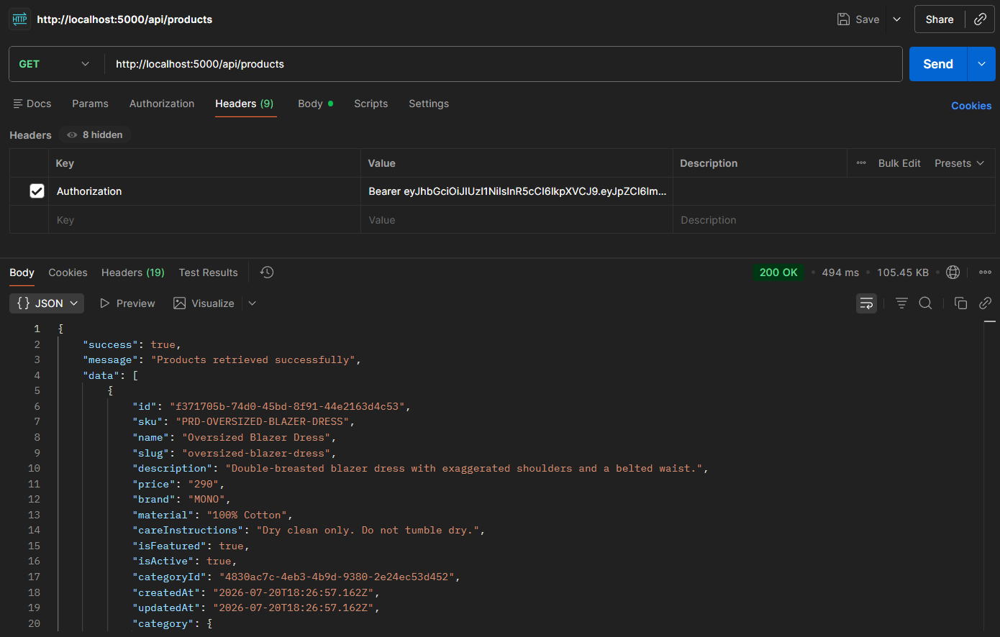 HTTP http://localhost:5000/api/products Save Share
GET http://localhost:5000/api/products Send
Docs Params Authorization Headers (9) Body Scripts Settings Cookies
Headers 8 hidden
Key Value Description Bulk Edit Presets
Authorization Bearer eyJhbGciOiJIUzI1NiIsInR5cCI6IkpXVCJ9.eyJpZCI6Im...
Key Value Description
Body Cookies Headers (19) Test Results 200 OK 494 ms 105.45 KB
{} JSON Preview Visualize
1 {
2 "success": true,
3 "message": "Products retrieved successfully",
4 "data": [
5 {
6 "id": "f371705b-74d0-45bd-8f91-44e2163d4c53",
7 "sku": "PRD-OVERSIZED-BLAZER-DRESS",
8 "name": "Oversized Blazer Dress",
9 "slug": "oversized-blazer-dress",
10 "description": "Double-breasted blazer dress with exaggerated shoulders and a belted waist.",
11 "price": "290",
12 "brand": "MONO",
13 "material": "100% Cotton",
14 "careInstructions": "Dry clean only. Do not tumble dry.",
15 "isFeatured": true,
16 "isActive": true,
17 "categoryId": "4830ac7c-4eb3-4b9d-9380-2e24ec53d452",
18 "createdAt": "2026-07-20T18:26:57.162Z",
19 "updatedAt": "2026-07-20T18:26:57.162Z",
20 "category": {